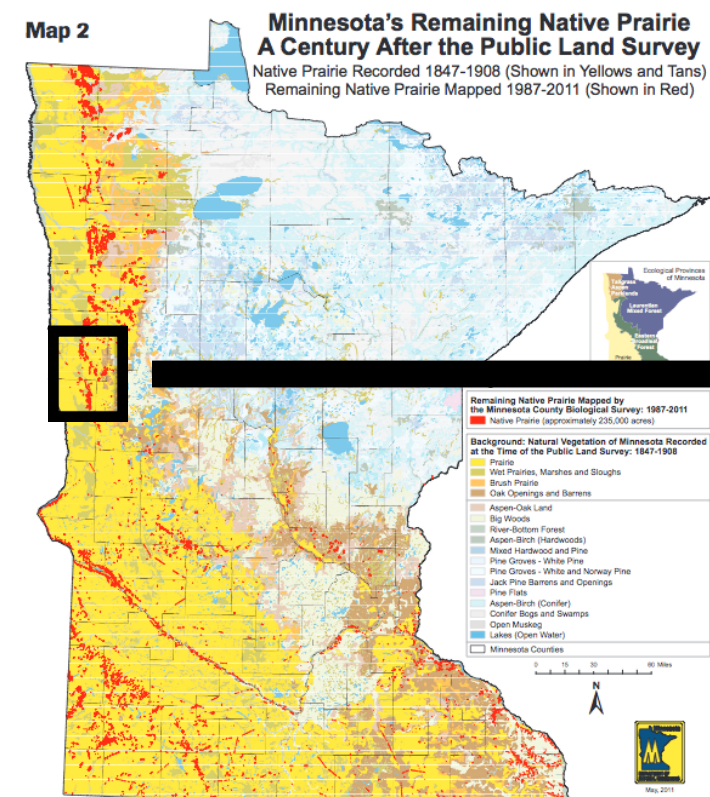 Map 2
Minnesota's Remaining Native Prairie
A Century After the Public Land Survey
Native Prairie Recorded 1847-1908 (Shown in Yellows and Tans)
Remaining Native Prairie Mapped 1987-2011 (Shown in Red)
Ecological Provinces
of Minnesota
Tallgrass
Aspen
Parklands
Laurentian
Mixed Forest
Eastern
Broadleaf
Forest
Prairie
Remaining Native Prairie Mapped by
the Minnesota County Biological Survey: 1987-2011
Native Prairie (approximately 235,000 acres)
Background: Natural Vegetation of Minnesota Recorded
at the Time of the Public Land Survey: 1847-1908
Prairie
Wet Prairies, Marshes and Sloughs
Brush Prairie
Oak Openings and Barrens
Aspen-Oak Land
Big Woods
River-Bottom Forest
Aspen-Birch (Hardwoods)
Mixed Hardwood and Pine
Pine Groves - White Pine
Pine Groves - White and Norway Pine
Jack Pine Barrens and Openings
Pine Flats
Aspen-Birch (Conifer)
Conifer Bogs and Swamps
Open Muskeg
Lakes (Open Water)
Minnesota Counties
0 15 30 60 Miles
N
May, 2011